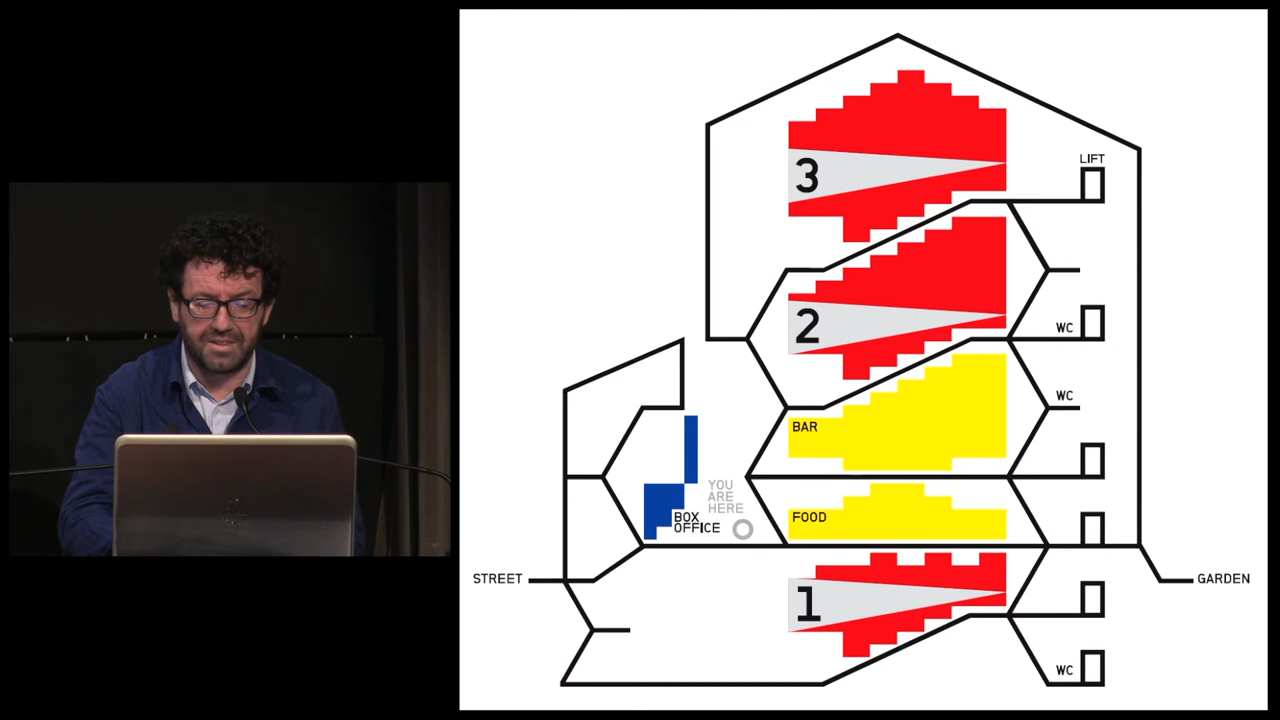 LIFT
3
2
WC
WC
BAR
YOU
ARE
HERE
BOX
OFFICE
FOOD
STREET
GARDEN
1
WC